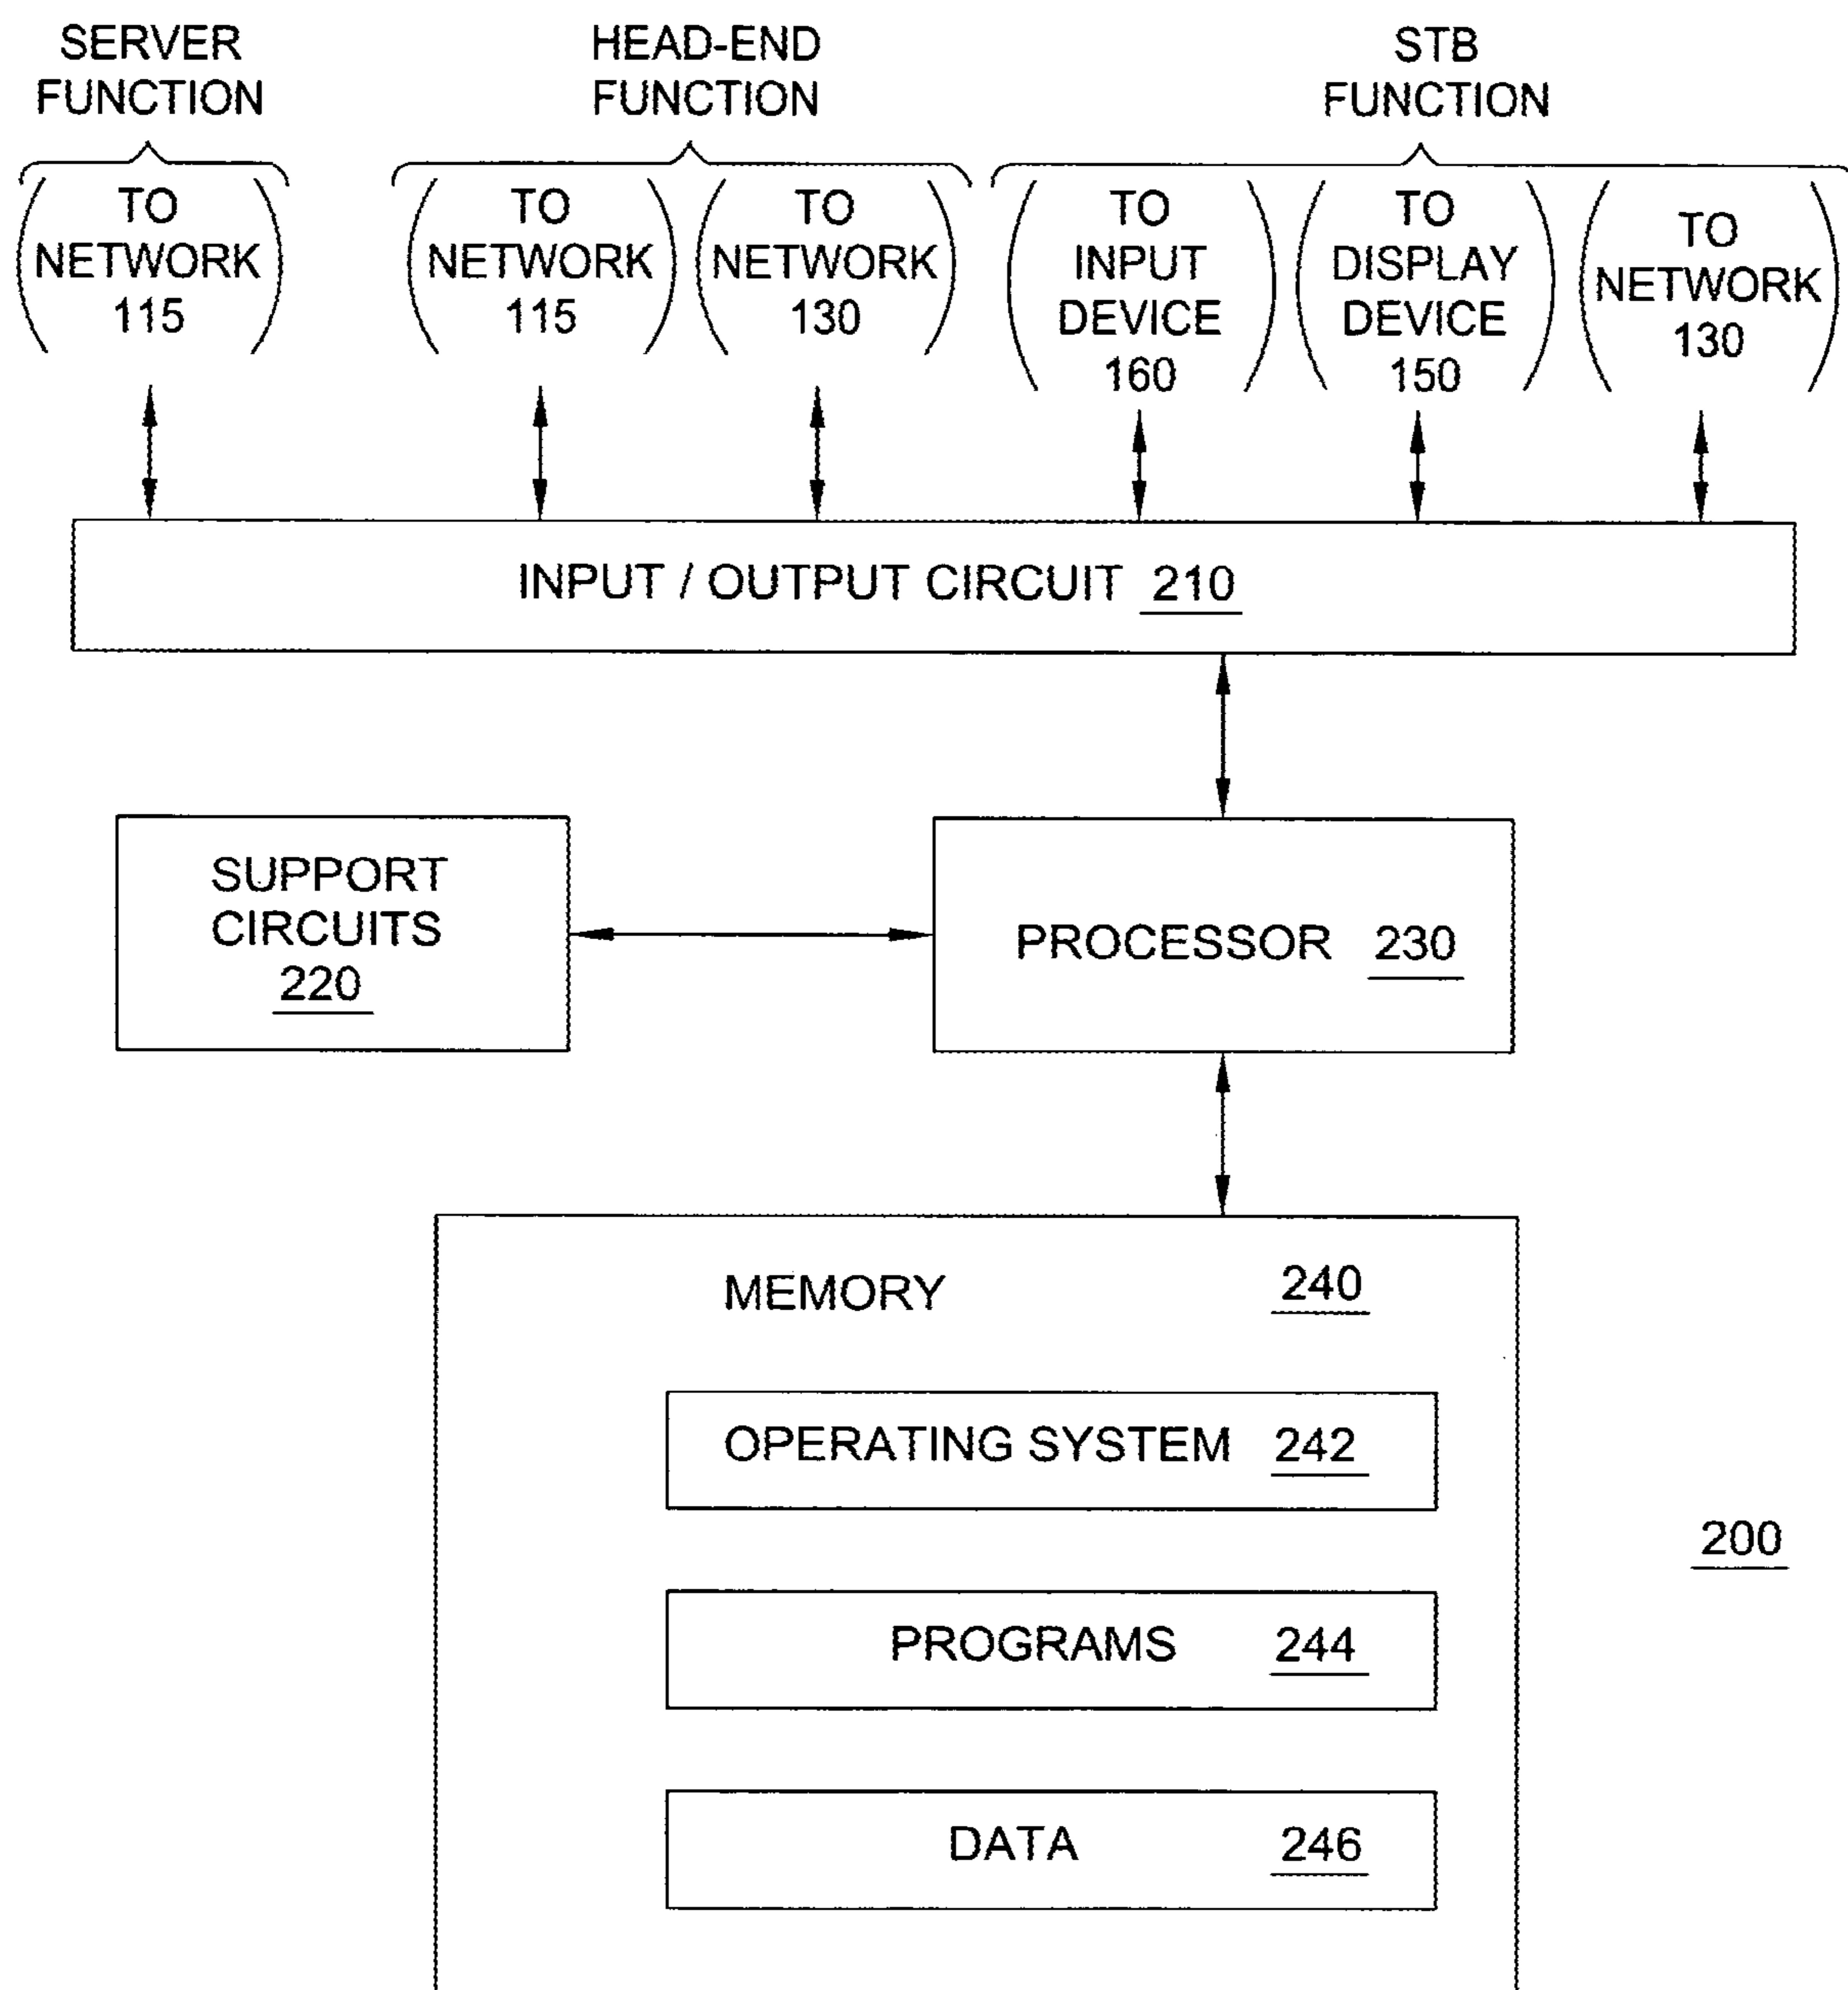 SERVER
FUNCTION
HEAD-END
FUNCTION
STB
FUNCTION
TO
NETWORK
115
TO
NETWORK
115
TO
NETWORK
130
TO
INPUT
DEVICE
160
TO
DISPLAY
DEVICE
150
TO
NETWORK
130
INPUT / OUTPUT CIRCUIT 210
SUPPORT
CIRCUITS
220
PROCESSOR 230
MEMORY 240
OPERATING SYSTEM 242
200
PROGRAMS 244
DATA 246